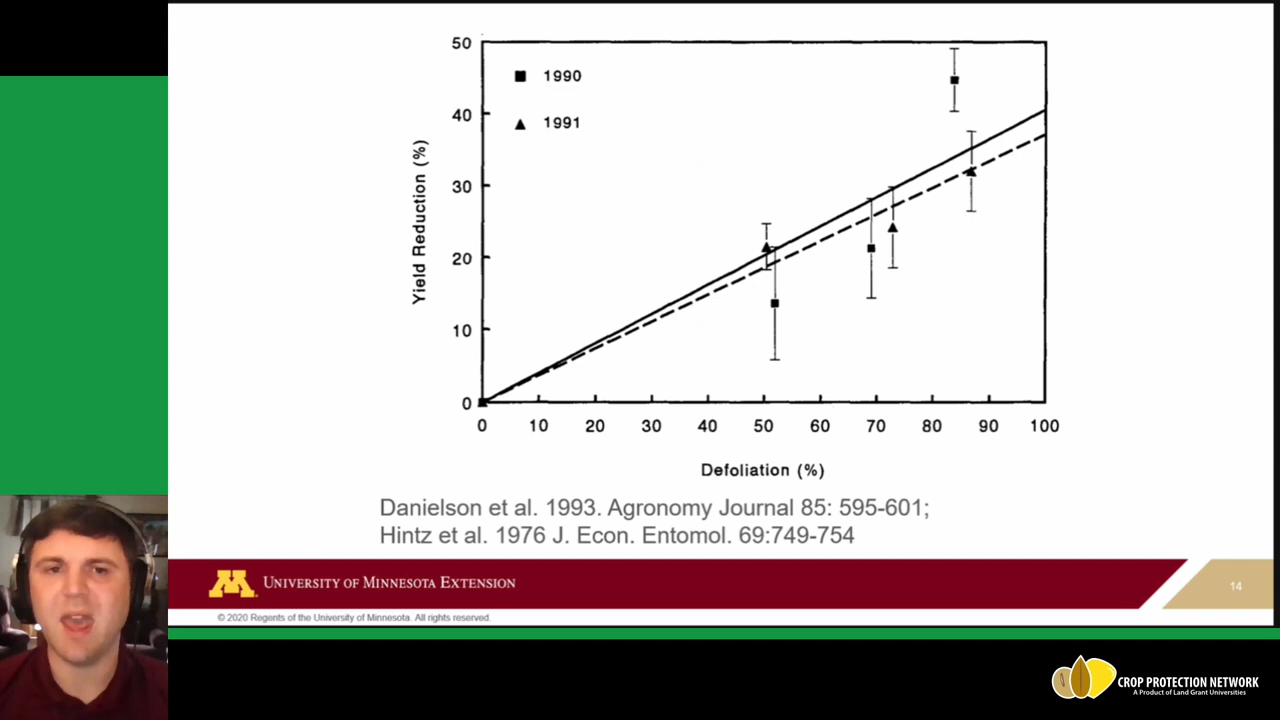 50
1990
1991
40
30
20
10
0
Yield Reduction (%)
0 10 20 30 40 50 60 70 80 90 100
Defoliation (%)
Danielson et al. 1993. Agronomy Journal 85: 595-601;
Hintz et al. 1976 J. Econ. Entomol. 69:749-754
M
UNIVERSITY OF MINNESOTA EXTENSION
14
© 2020 Regents of the University of Minnesota. All rights reserved.
CROP PROTECTION NETWORK
A Product of Land Grant Universities